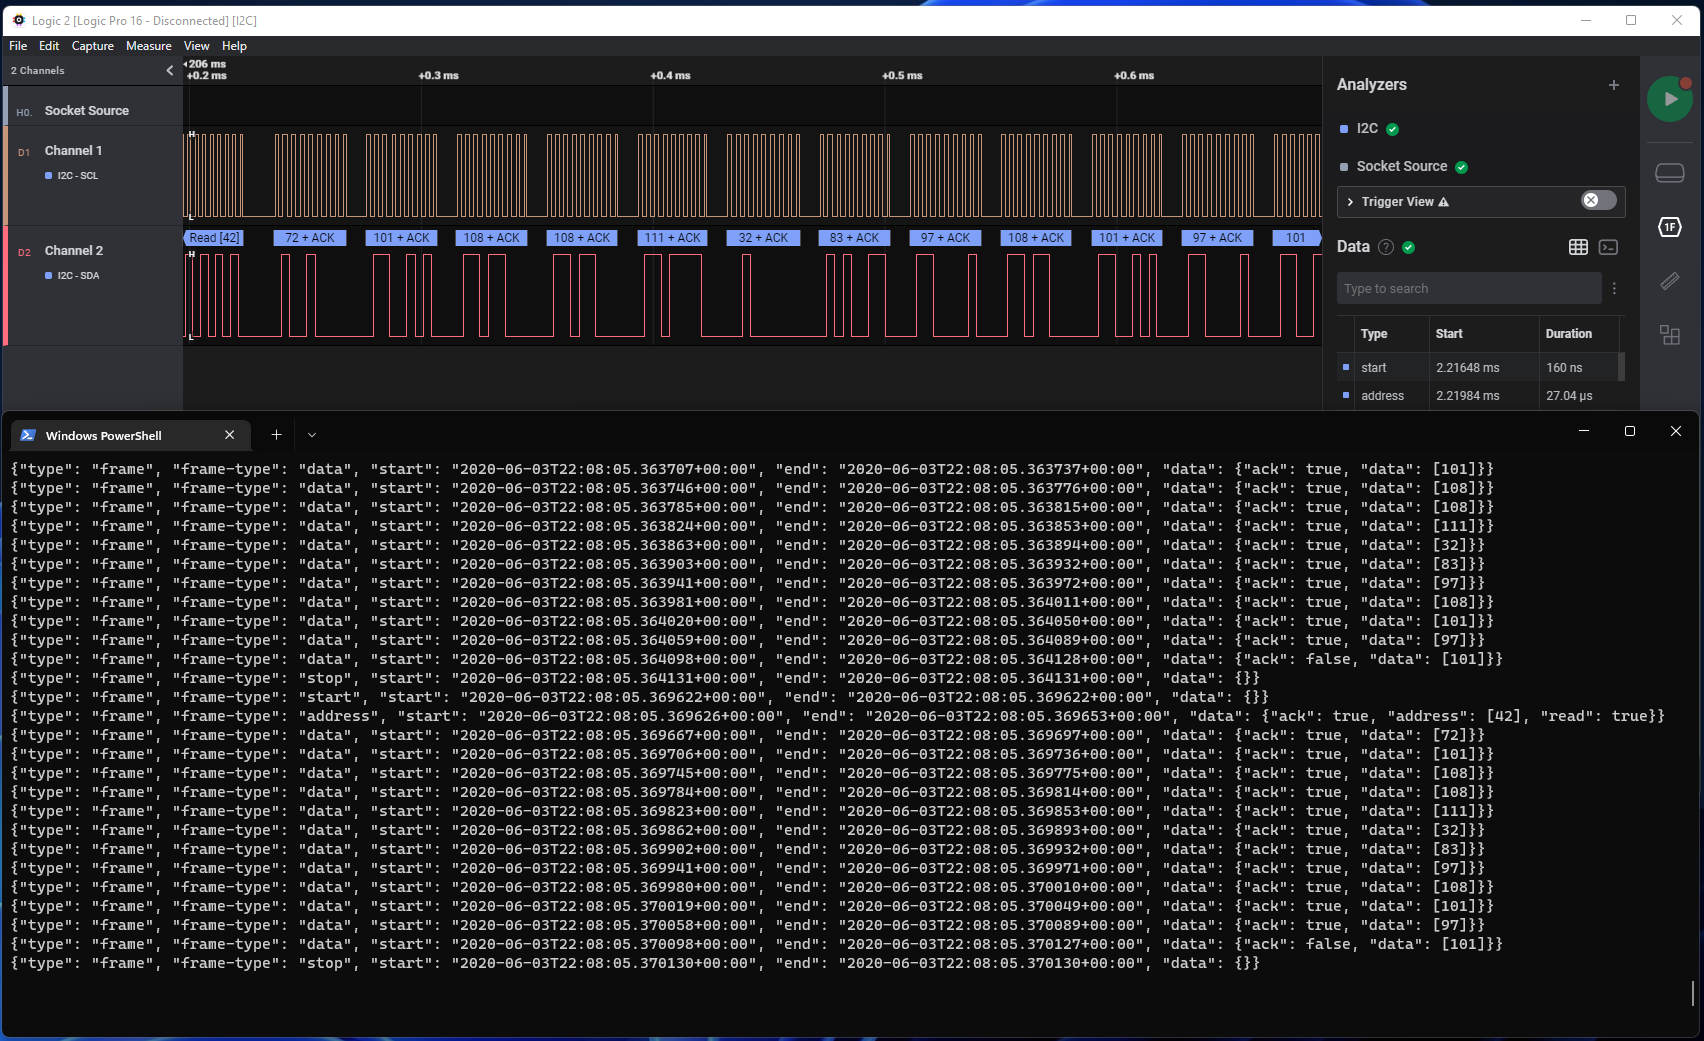 Logic 2 [Logic Pro 16 - Disconnected] [I2C]
File Edit Capture Measure View Help
2 Channels
206 ms
+0.2 ms +0.3 ms +0.4 ms +0.5 ms +0.6 ms
H0. Socket Source
D1 Channel 1
I2C - SCL
H
L
Read [42] 72 + ACK 101 + ACK 108 + ACK 108 + ACK 111 + ACK 32 + ACK 83 + ACK 97 + ACK 108 + ACK 101 + ACK 97 + ACK 101
D2 Channel 2
I2C - SDA
H
L
Analyzers
I2C
Socket Source
Trigger View
Data
Type to search
Type Start Duration
start 2.21648 ms 160 ns
address 2.21984 ms 27.04 µs
1F
Windows PowerShell
{"type": "frame", "frame-type": "data", "start": "2020-06-03T22:08:05.363707+00:00", "end": "2020-06-03T22:08:05.363737+00:00", "data": {"ack": true, "data": [101]}}
{"type": "frame", "frame-type": "data", "start": "2020-06-03T22:08:05.363746+00:00", "end": "2020-06-03T22:08:05.363776+00:00", "data": {"ack": true, "data": [108]}}
{"type": "frame", "frame-type": "data", "start": "2020-06-03T22:08:05.363785+00:00", "end": "2020-06-03T22:08:05.363815+00:00", "data": {"ack": true, "data": [108]}}
{"type": "frame", "frame-type": "data", "start": "2020-06-03T22:08:05.363824+00:00", "end": "2020-06-03T22:08:05.363853+00:00", "data": {"ack": true, "data": [111]}}
{"type": "frame", "frame-type": "data", "start": "2020-06-03T22:08:05.363863+00:00", "end": "2020-06-03T22:08:05.363894+00:00", "data": {"ack": true, "data": [32]}}
{"type": "frame", "frame-type": "data", "start": "2020-06-03T22:08:05.363903+00:00", "end": "2020-06-03T22:08:05.363932+00:00", "data": {"ack": true, "data": [83]}}
{"type": "frame", "frame-type": "data", "start": "2020-06-03T22:08:05.363941+00:00", "end": "2020-06-03T22:08:05.363972+00:00", "data": {"ack": true, "data": [97]}}
{"type": "frame", "frame-type": "data", "start": "2020-06-03T22:08:05.363981+00:00", "end": "2020-06-03T22:08:05.364011+00:00", "data": {"ack": true, "data": [108]}}
{"type": "frame", "frame-type": "data", "start": "2020-06-03T22:08:05.364020+00:00", "end": "2020-06-03T22:08:05.364050+00:00", "data": {"ack": true, "data": [101]}}
{"type": "frame", "frame-type": "data", "start": "2020-06-03T22:08:05.364059+00:00", "end": "2020-06-03T22:08:05.364089+00:00", "data": {"ack": true, "data": [97]}}
{"type": "frame", "frame-type": "data", "start": "2020-06-03T22:08:05.364098+00:00", "end": "2020-06-03T22:08:05.364128+00:00", "data": {"ack": false, "data": [101]}}
{"type": "frame", "frame-type": "stop", "start": "2020-06-03T22:08:05.364131+00:00", "end": "2020-06-03T22:08:05.364131+00:00", "data": {}}
{"type": "frame", "frame-type": "start", "start": "2020-06-03T22:08:05.369622+00:00", "end": "2020-06-03T22:08:05.369622+00:00", "data": {}}
{"type": "frame", "frame-type": "address", "start": "2020-06-03T22:08:05.369626+00:00", "end": "2020-06-03T22:08:05.369653+00:00", "data": {"ack": true, "address": [42], "read": true}}
{"type": "frame", "frame-type": "data", "start": "2020-06-03T22:08:05.369667+00:00", "end": "2020-06-03T22:08:05.369697+00:00", "data": {"ack": true, "data": [72]}}
{"type": "frame", "frame-type": "data", "start": "2020-06-03T22:08:05.369706+00:00", "end": "2020-06-03T22:08:05.369736+00:00", "data": {"ack": true, "data": [101]}}
{"type": "frame", "frame-type": "data", "start": "2020-06-03T22:08:05.369745+00:00", "end": "2020-06-03T22:08:05.369775+00:00", "data": {"ack": true, "data": [108]}}
{"type": "frame", "frame-type": "data", "start": "2020-06-03T22:08:05.369784+00:00", "end": "2020-06-03T22:08:05.369814+00:00", "data": {"ack": true, "data": [108]}}
{"type": "frame", "frame-type": "data", "start": "2020-06-03T22:08:05.369823+00:00", "end": "2020-06-03T22:08:05.369853+00:00", "data": {"ack": true, "data": [111]}}
{"type": "frame", "frame-type": "data", "start": "2020-06-03T22:08:05.369862+00:00", "end": "2020-06-03T22:08:05.369893+00:00", "data": {"ack": true, "data": [32]}}
{"type": "frame", "frame-type": "data", "start": "2020-06-03T22:08:05.369902+00:00", "end": "2020-06-03T22:08:05.369932+00:00", "data": {"ack": true, "data": [83]}}
{"type": "frame", "frame-type": "data", "start": "2020-06-03T22:08:05.369941+00:00", "end": "2020-06-03T22:08:05.369971+00:00", "data": {"ack": true, "data": [97]}}
{"type": "frame", "frame-type": "data", "start": "2020-06-03T22:08:05.369980+00:00", "end": "2020-06-03T22:08:05.370010+00:00", "data": {"ack": true, "data": [108]}}
{"type": "frame", "frame-type": "data", "start": "2020-06-03T22:08:05.370019+00:00", "end": "2020-06-03T22:08:05.370049+00:00", "data": {"ack": true, "data": [101]}}
{"type": "frame", "frame-type": "data", "start": "2020-06-03T22:08:05.370058+00:00", "end": "2020-06-03T22:08:05.370089+00:00", "data": {"ack": true, "data": [97]}}
{"type": "frame", "frame-type": "data", "start": "2020-06-03T22:08:05.370098+00:00", "end": "2020-06-03T22:08:05.370127+00:00", "data": {"ack": false, "data": [101]}}
{"type": "frame", "frame-type": "stop", "start": "2020-06-03T22:08:05.370130+00:00", "end": "2020-06-03T22:08:05.370130+00:00", "data": {}}